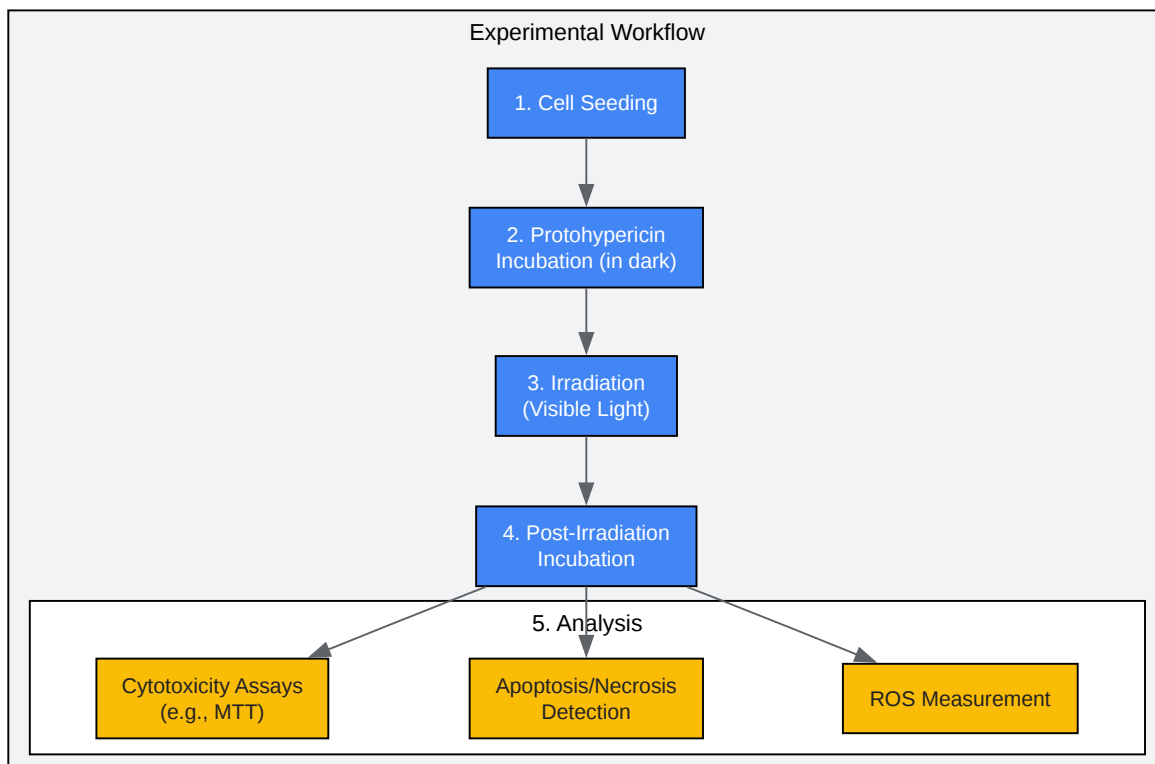 Experimental Workflow
1. Cell Seeding
2. Protohypericin
Incubation (in dark)
3. Irradiation
(Visible Light)
4. Post-Irradiation
Incubation
5. Analysis
Cytotoxicity Assays
(e.g., MTT)
Apoptosis/Necrosis
Detection
ROS Measurement